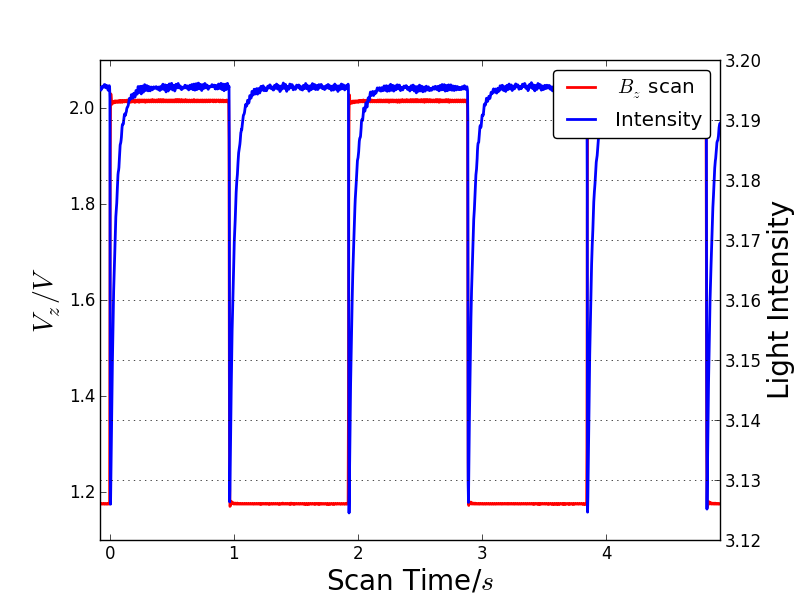 B_z scan
Intensity
2.0
1.8
1.6
1.4
1.2
V_z/V
3.20
3.19
3.18
3.17
3.16
3.15
3.14
3.13
3.12
Light Intensity
0 1 2 3 4
Scan Time/s